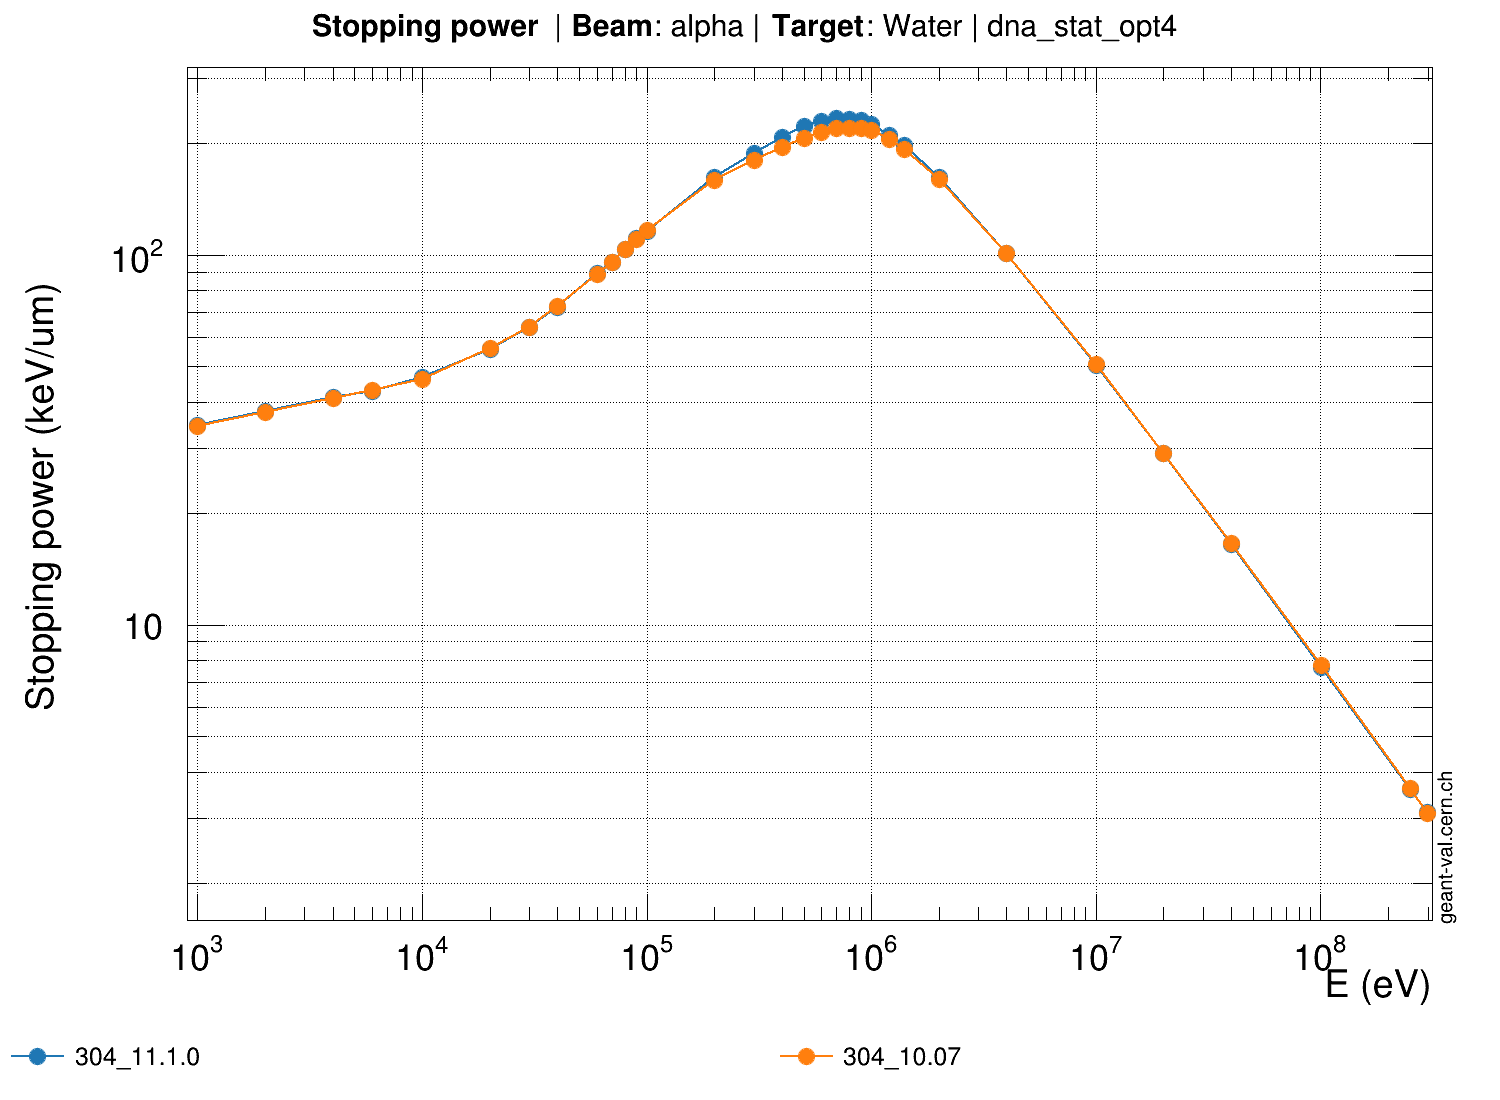 Stopping power | Beam: alpha | Target: Water | dna_stat_opt4
Stopping power (keV/um)
10²
10
10³ 10⁴ 10⁵ 10⁶ 10⁷ 10⁸
E (eV)
geant-val.cern.ch
304_11.1.0 304_10.07